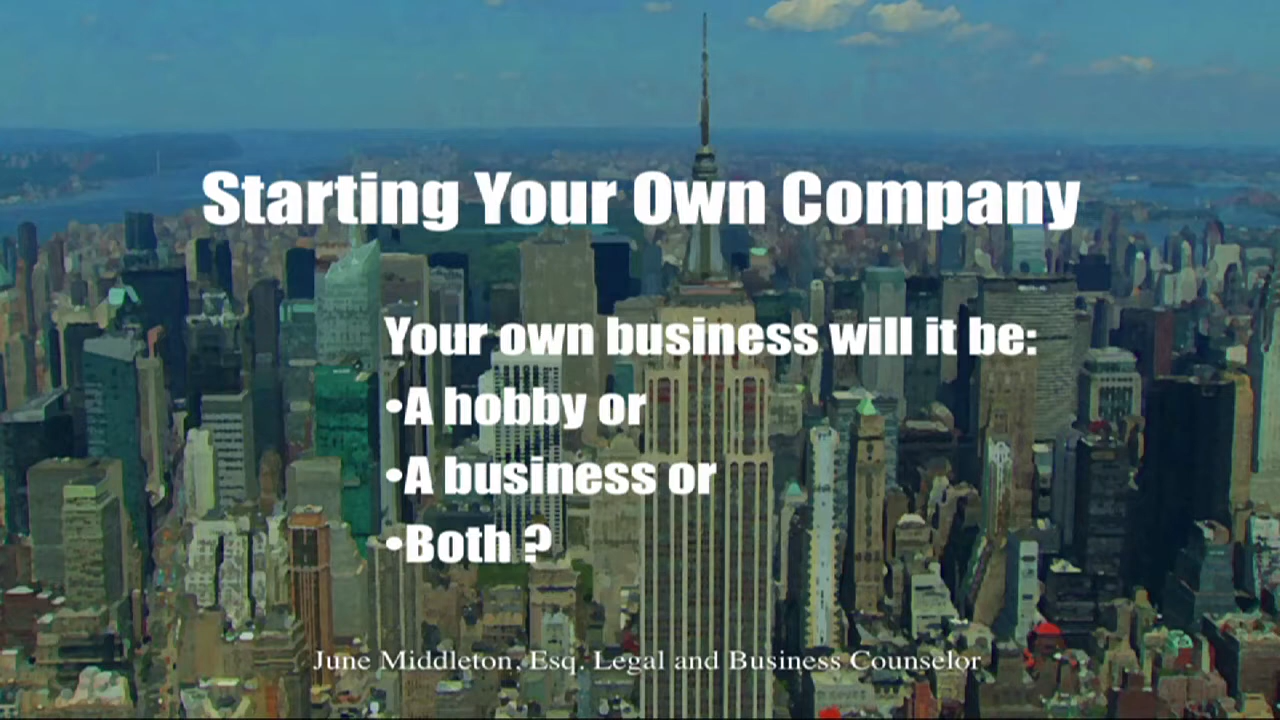 Starting Your Own Company
Your own business will it be:
•A hobby or
•A business or
•Both ?
June Middleton, Esq. Legal and Business Counselor